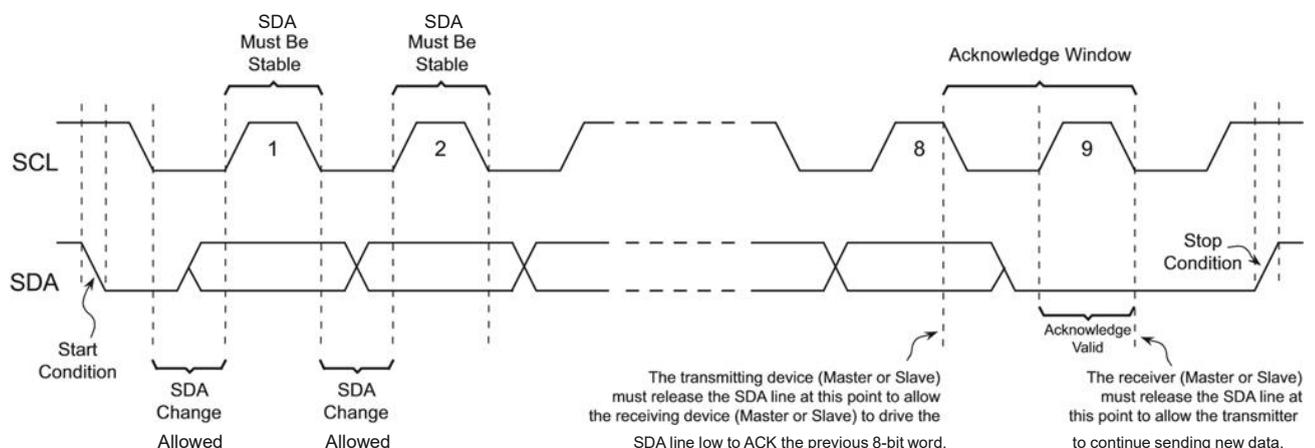 SDA
Must Be
Stable
SDA
Must Be
Stable
Acknowledge Window
SCL
1
2
8
9
SDA
Stop
Condition
Start
Condition
Acknowledge
Valid
SDA
Change
Allowed
SDA
Change
Allowed
The transmitting device (Master or Slave)
must release the SDA line at this point to allow
the receiving device (Master or Slave) to drive the
SDA line low to ACK the previous 8-bit word.
The receiver (Master or Slave)
must release the SDA line at
this point to allow the transmitter
to continue sending new data.